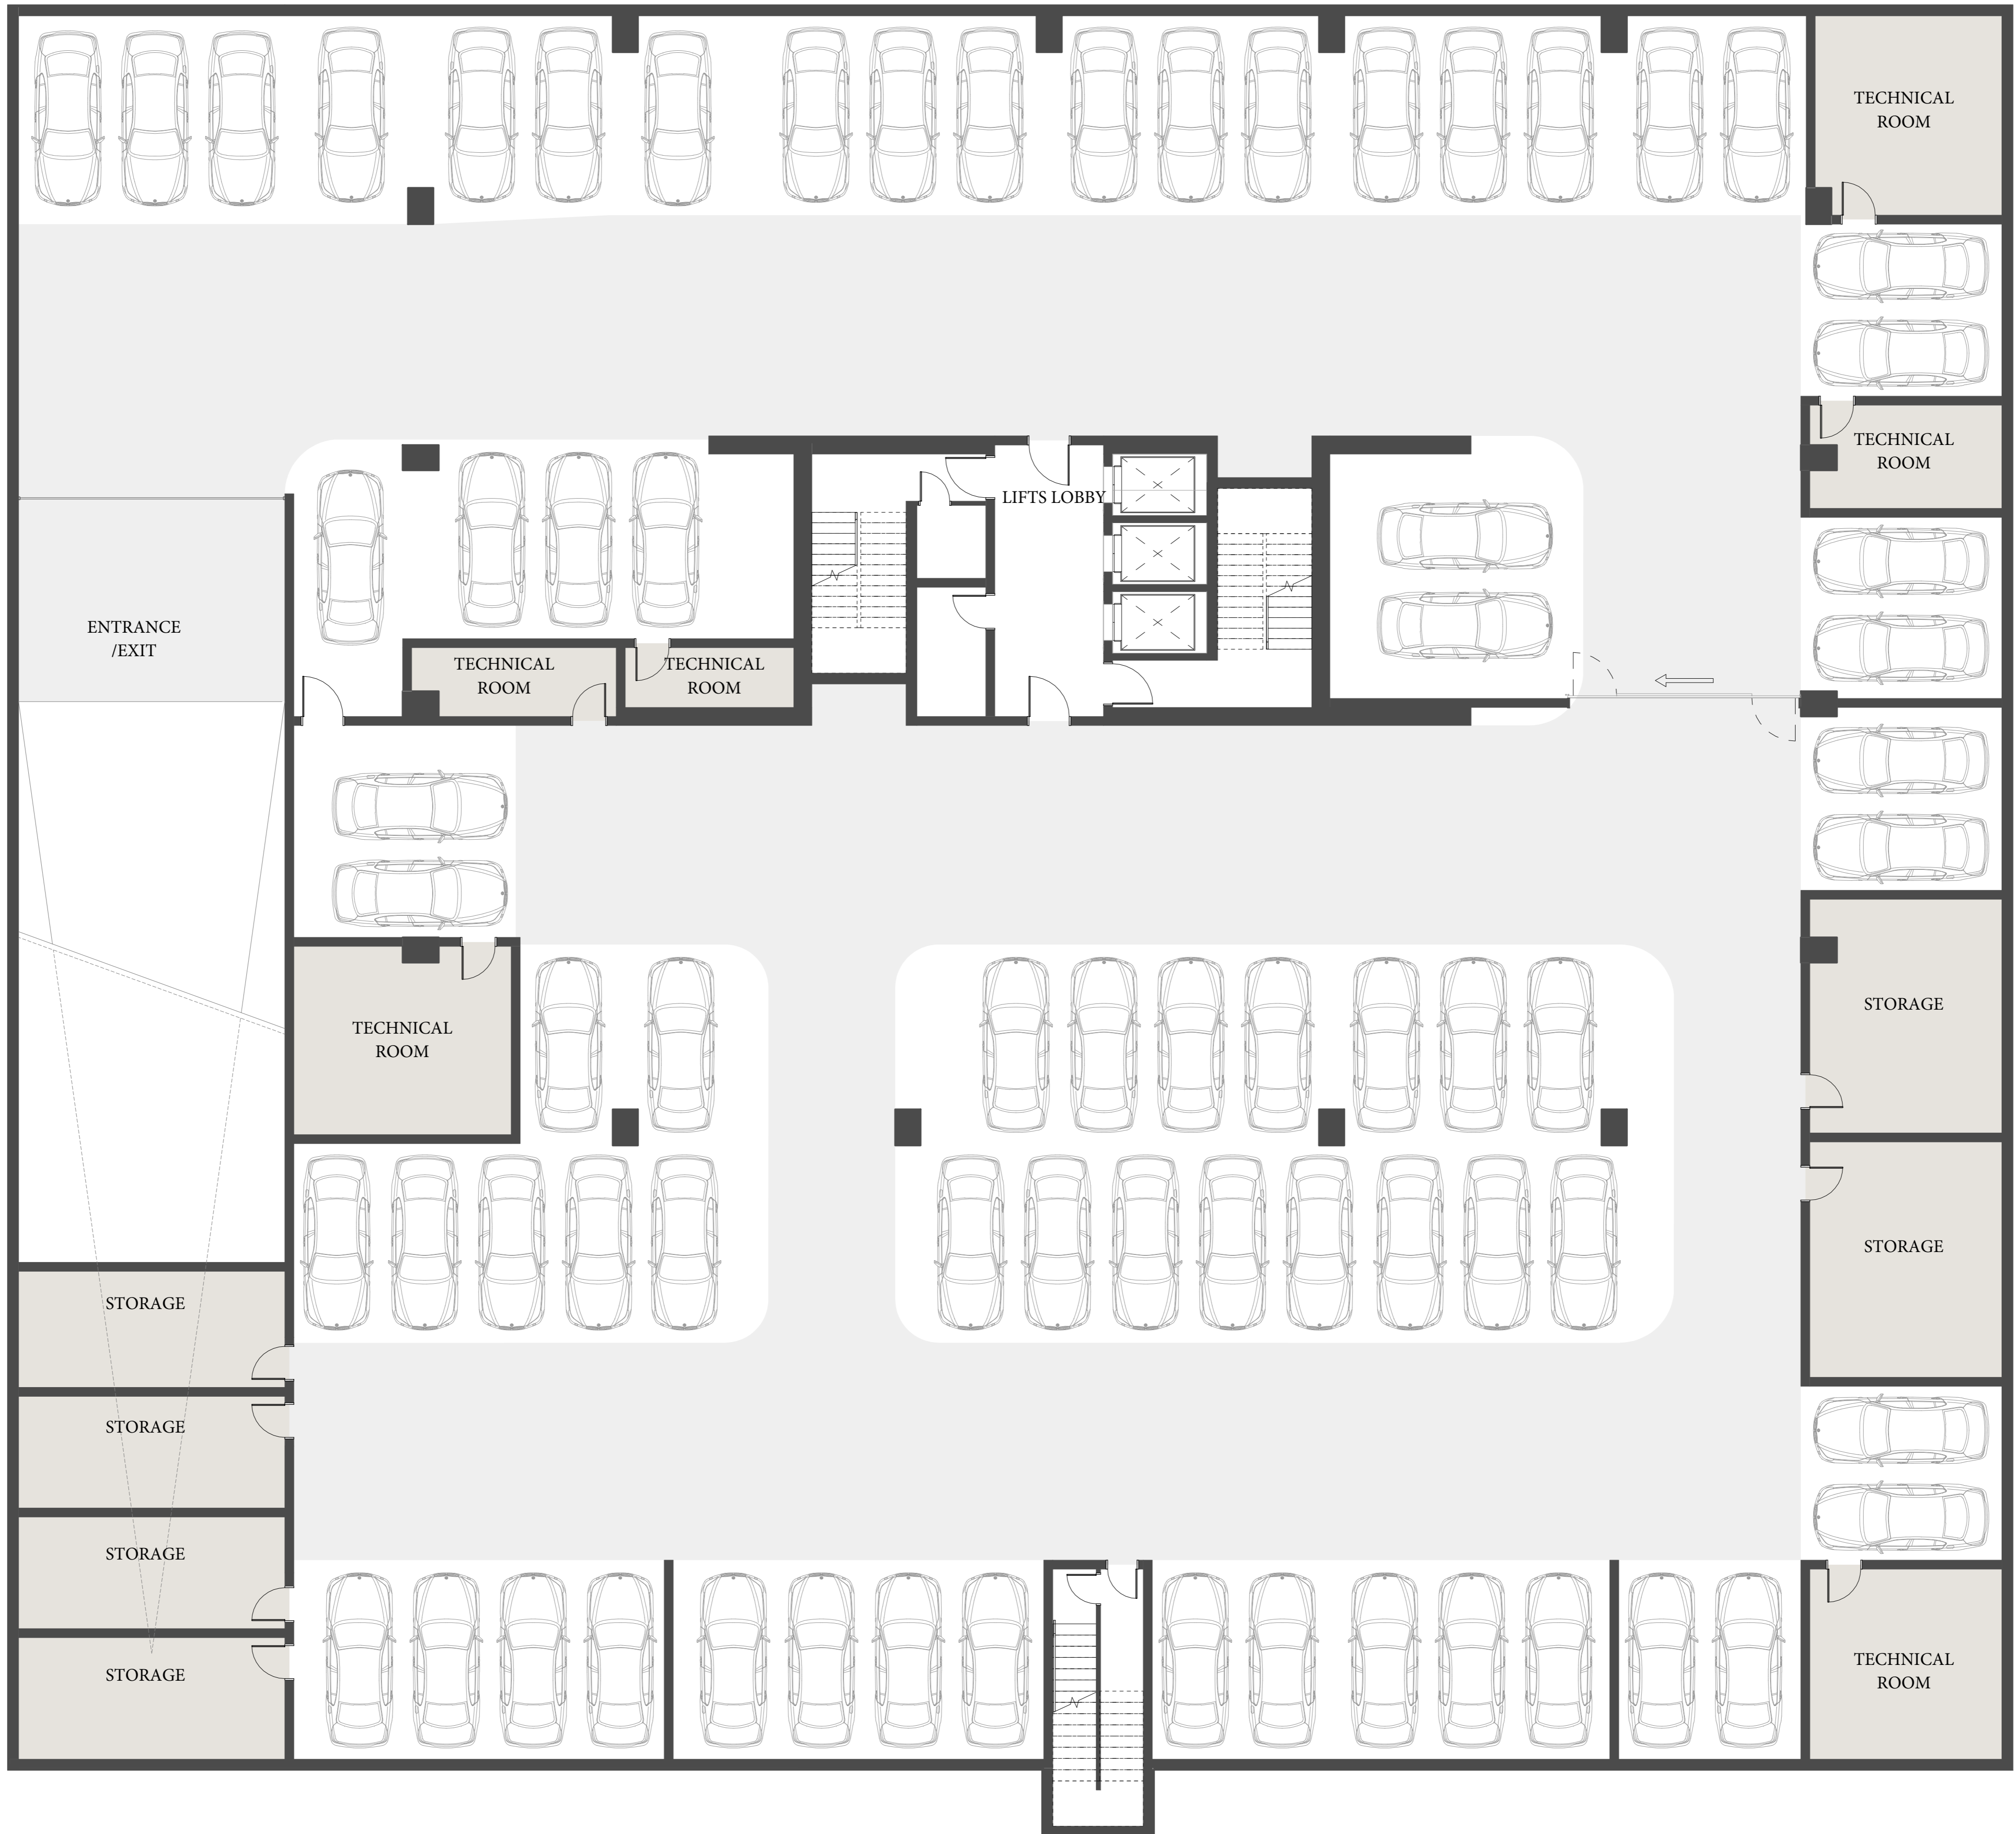 TECHNICAL
ROOM
TECHNICAL
ROOM
LIFTS LOBBY
ENTRANCE
/EXIT
TECHNICAL
ROOM
TECHNICAL
ROOM
TECHNICAL
ROOM
STORAGE
STORAGE
STORAGE
STORAGE
STORAGE
STORAGE
TECHNICAL
ROOM